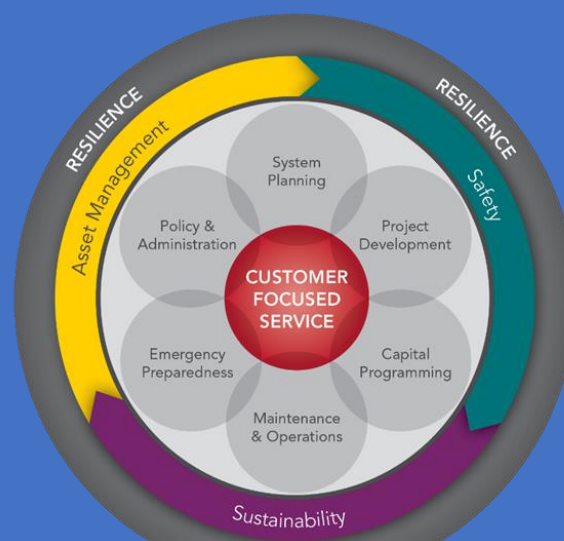 RESILIENCE
RESILIENCE
Asset Management
Safety
Sustainability
System
Planning
Project
Development
Capital
Programming
Maintenance
& Operations
Emergency
Preparedness
Policy &
Administration
CUSTOMER
FOCUSED
SERVICE